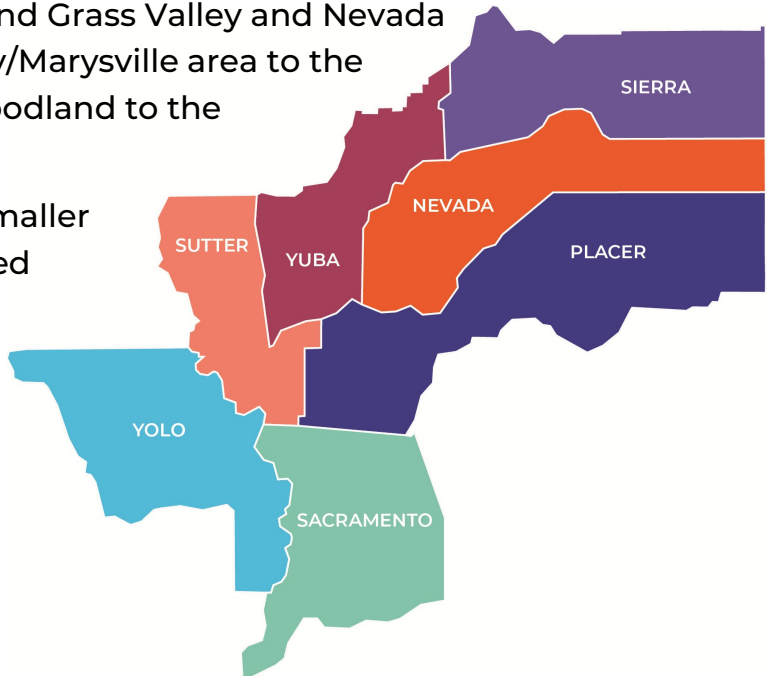 nd Grass Valley and Nevada
y/Marysville area to the
oodland to the
maller
ed
SIERRA
NEVADA
SUTTER
YUBA
PLACER
YOLO
SACRAMENTO